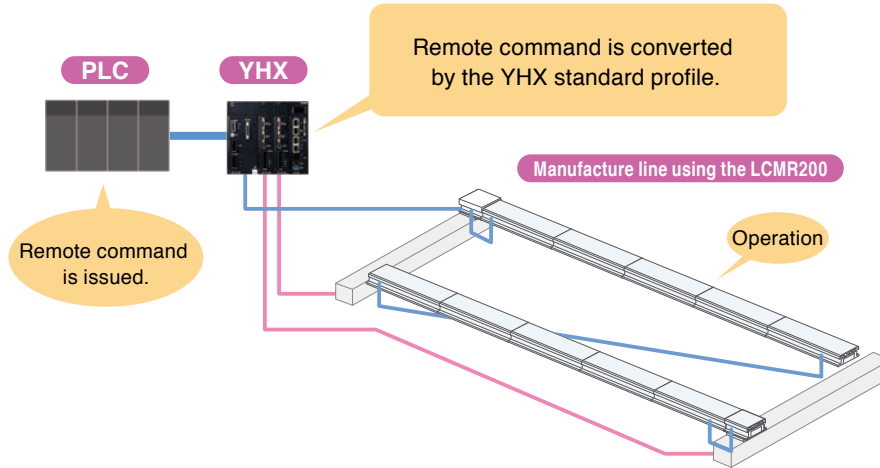 PLC
YHX
Remote command is converted
by the YHX standard profile.
Manufacture line using the LCMR200
Remote command
is issued.
Operation